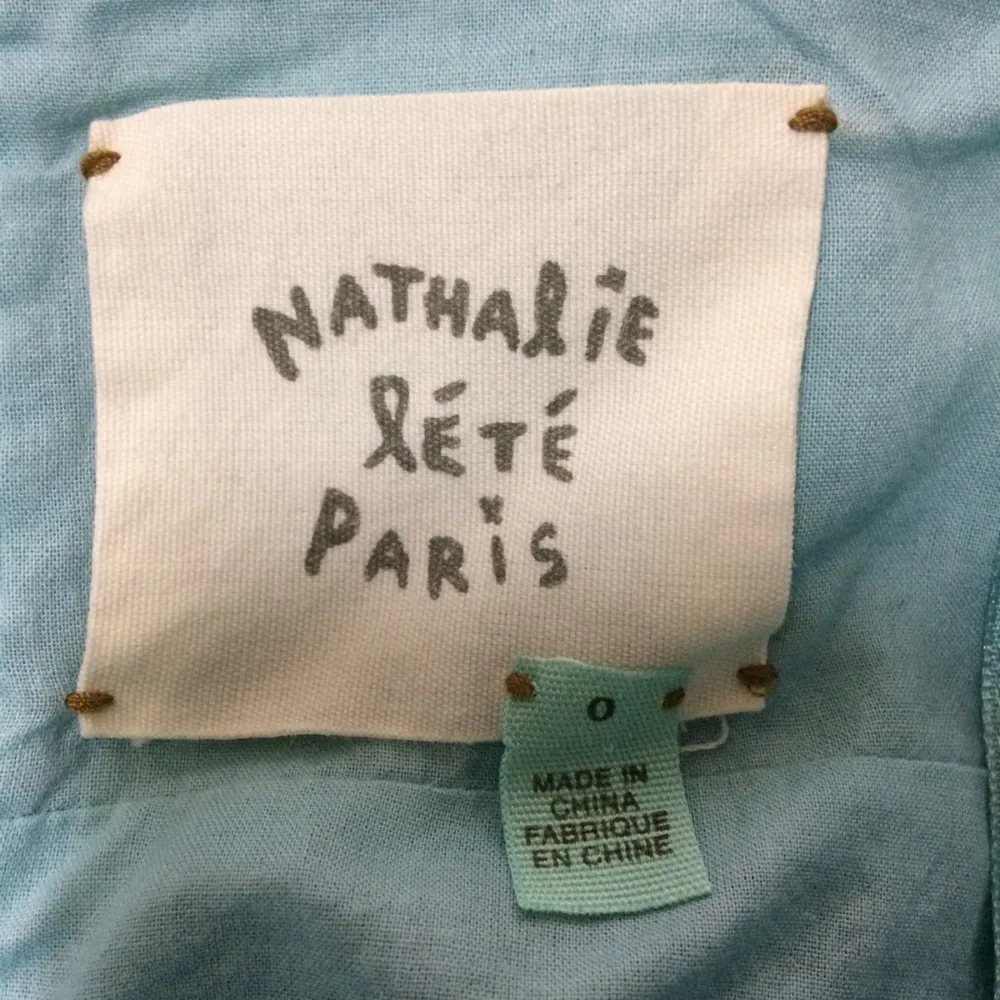 NATHAlIE
lÉTÉ
PARIS
0
MADE IN
CHINA
FABRIQUE
EN CHINE